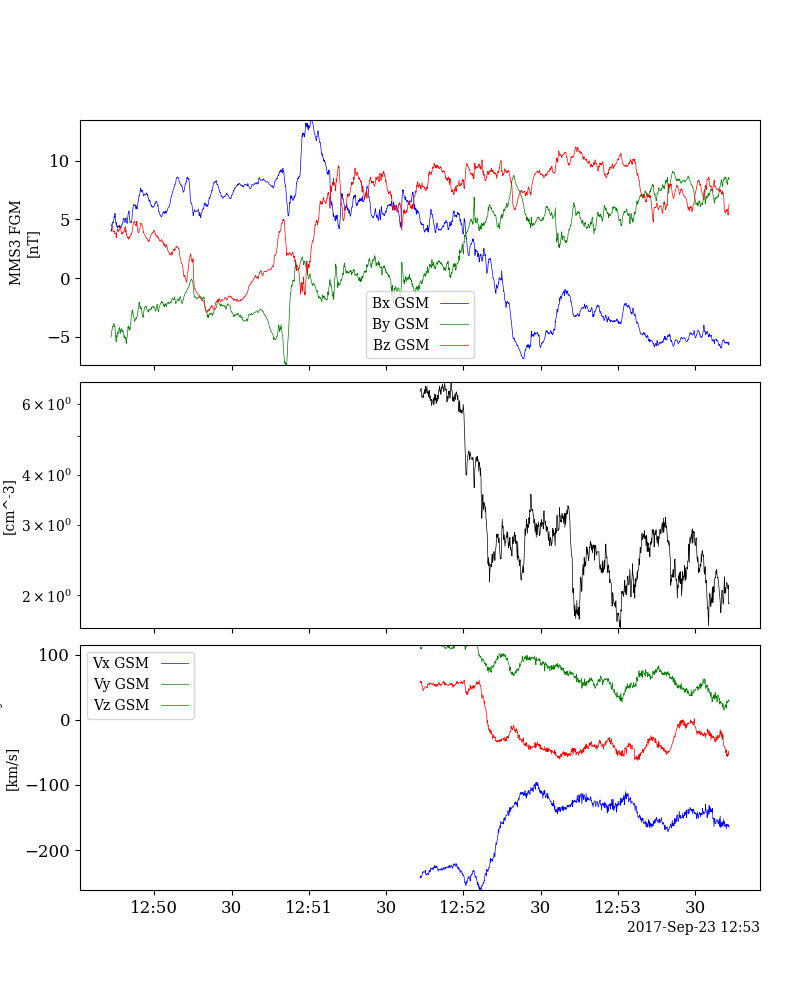 MMS3 FGM
[nT]
10
5
0
−5
Bx GSM
By GSM
Bz GSM
[cm^-3]
6 × 10⁰
4 × 10⁰
3 × 10⁰
2 × 10⁰
[km/s]
100
0
−100
−200
Vx GSM
Vy GSM
Vz GSM
12:50 30 12:51 30 12:52 30 12:53 30
2017-Sep-23 12:53